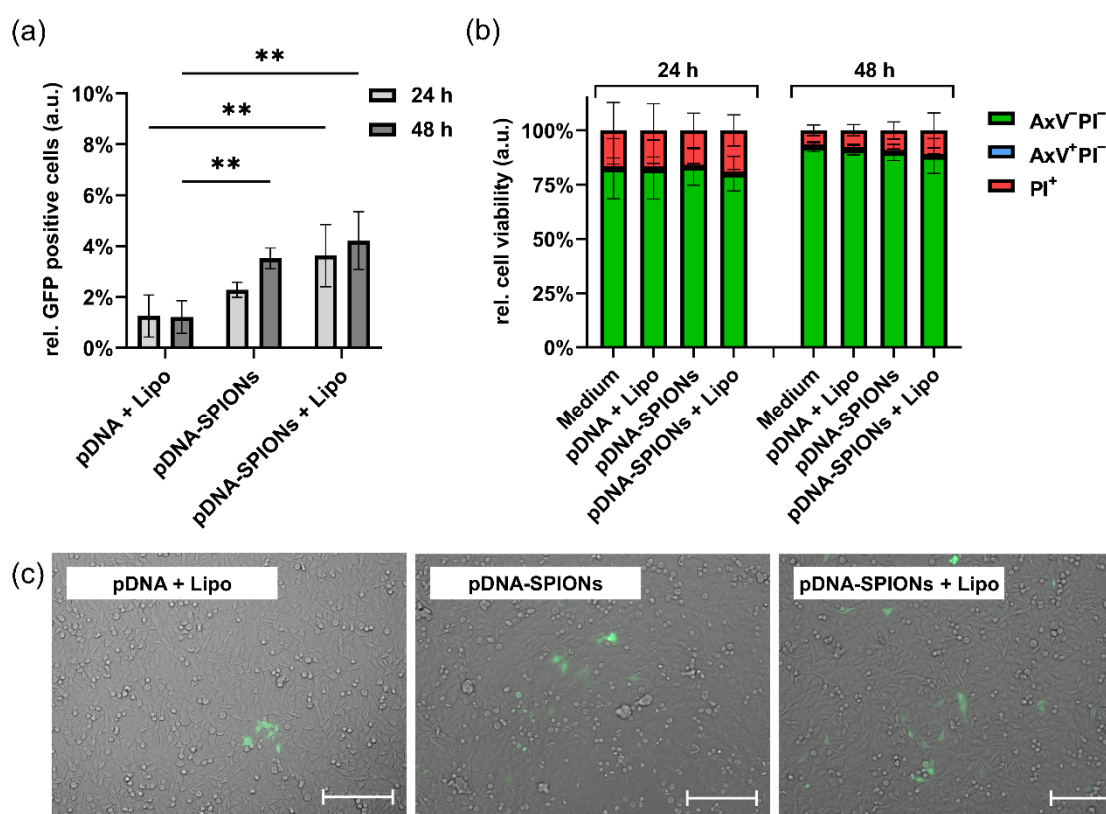 (a)
**
**
**
24 h
48 h
rel. GFP positive cells (a.u.)
10%
8%
6%
4%
2%
0%
pDNA + Lipo
pDNA-SPIONs
pDNA-SPIONs + Lipo
(b)
24 h
48 h
rel. cell viability (a.u.)
100%
75%
50%
25%
0%
AxV⁻PI⁻
AxV⁺PI⁻
PI⁺
Medium
pDNA + Lipo
pDNA-SPIONs
pDNA-SPIONs + Lipo
Medium
pDNA + Lipo
pDNA-SPIONs
pDNA-SPIONs + Lipo
(c)
pDNA + Lipo
pDNA-SPIONs
pDNA-SPIONs + Lipo